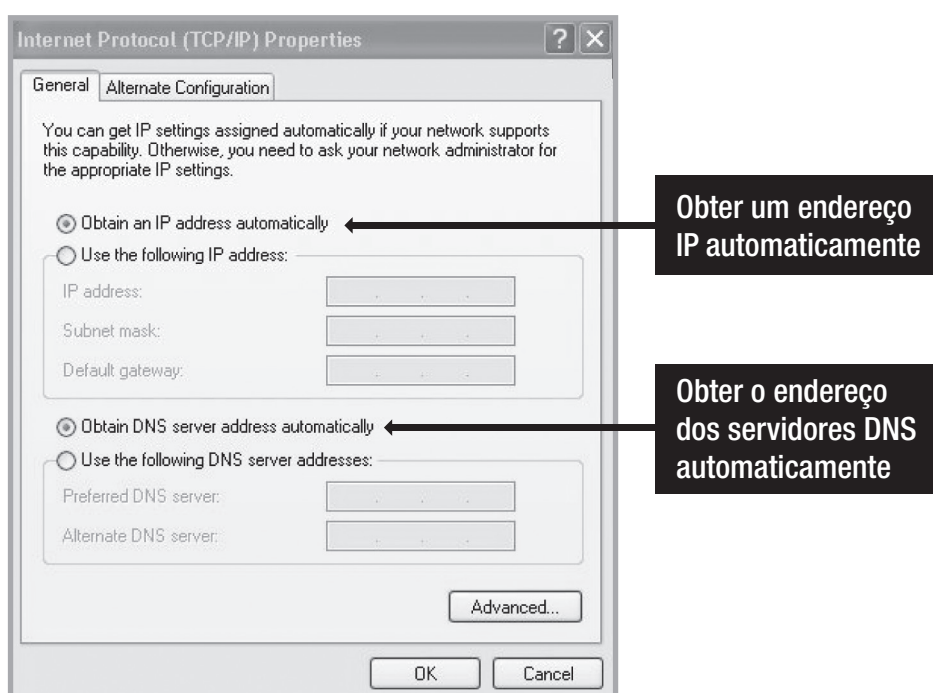 Internet Protocol (TCP/IP) Properties
General
Alternate Configuration
You can get IP settings assigned automatically if your network supports
this capability. Otherwise, you need to ask your network administrator for
the appropriate IP settings.
Obtain an IP address automatically
Use the following IP address:
IP address:
Subnet mask:
Default gateway:
Obtain DNS server address automatically
Use the following DNS server addresses:
Preferred DNS server:
Alternate DNS server:
Advanced...
OK
Cancel
Obter um endereço
IP automaticamente
Obter o endereço
dos servidores DNS
automaticamente